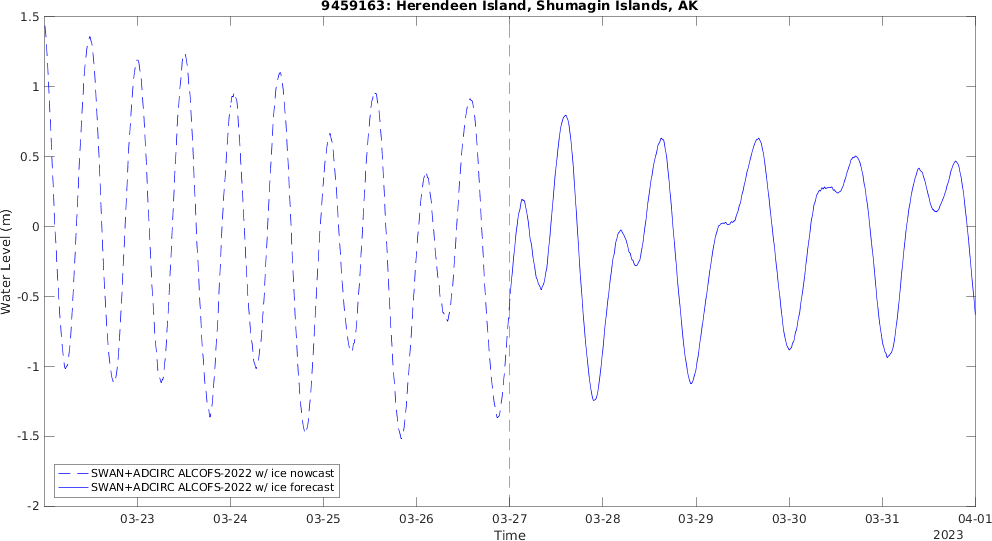 9459163: Herendeen Island, Shumagin Islands, AK
Water Level (m)
1.5
1
0.5
0
-0.5
-1
-1.5
-2
SWAN+ADCIRC ALCOFS-2022 w/ ice nowcast
SWAN+ADCIRC ALCOFS-2022 w/ ice forecast
03-23 03-24 03-25 03-26 03-27 03-28 03-29 03-30 03-31 04-01
Time
2023